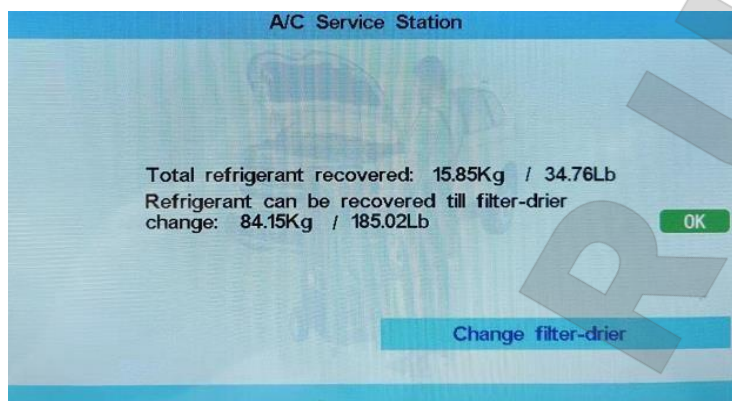 A/C Service Station
Total refrigerant recovered: 15.85Kg / 34.76Lb
Refrigerant can be recovered till filter-drier
change: 84.15Kg / 185.02Lb
OK
Change filter-drier